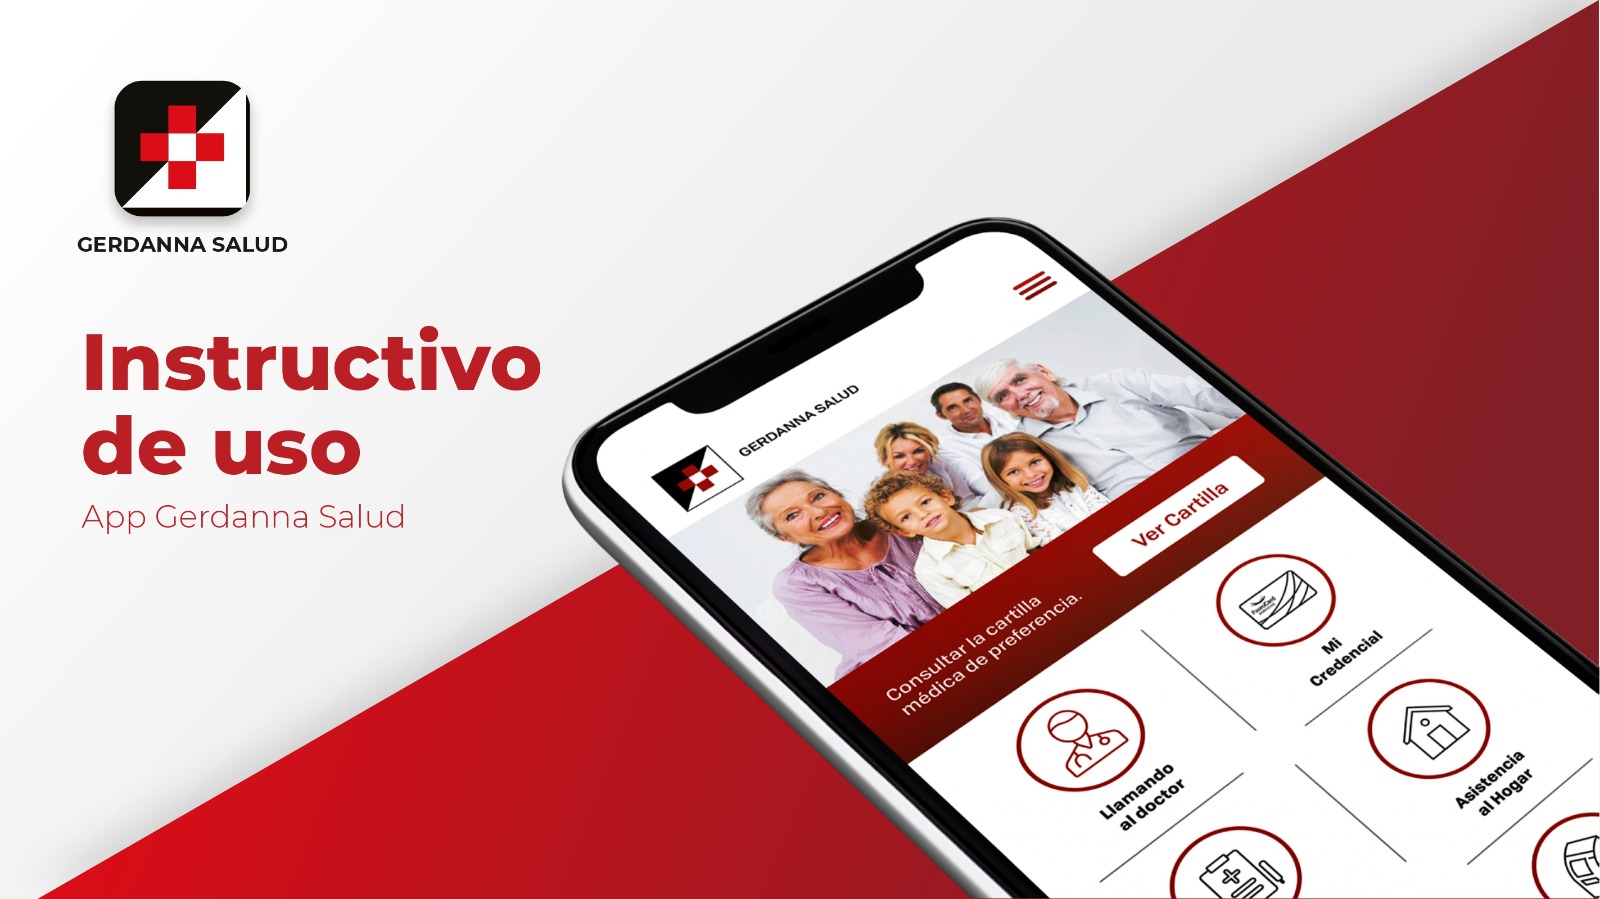 GERDANNA SALUD
Instructivo
de uso
App Gerdanna Salud
GERDANNA SALUD
Ver Cartilla
Consultar la cartilla
médica de preferencia.
Mi
Credencial
Llamando
al doctor
Asistencia
al Hogar